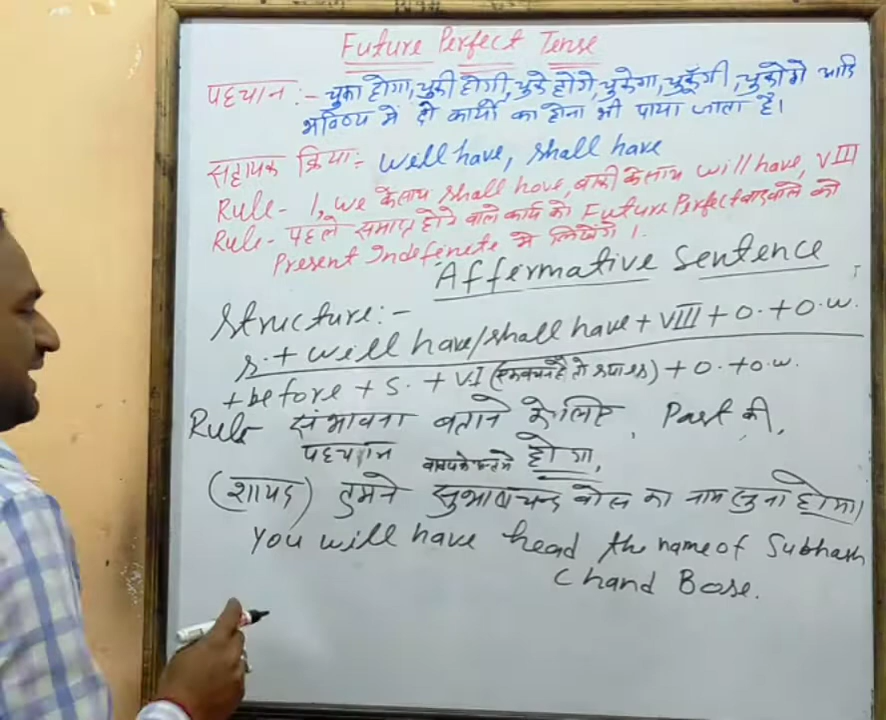 Future Perfect Tense
पहचान :- चुका होगा, चुकी होगी, चुके होंगे, चुकेगा, चुकूँगी, चुकोगे आदि
भविष्य में दो कार्यो का होना भी पाया जाता है।
सहायक क्रिया:- will have, shall have
Rule- I, we के साथ shall have, बाकी के साथ will have, VIII
Rule- पहले समाप्त होने वाले कार्य को Future Perfect बाद वाले को
Present Indefinete मे लिखेंगे।
Affermative Sentence
Structure:-
S. + will have/shall have + VIII + O. + O.W.
+ before + S. + VI (एकवचन है तो s या es) + O. + O.W.
Rule- संभावना बताने के लिए, Past की,
पहचान वाक्य के अन्त मे होगा,
(शायद) तुमने सुभाषचन्द बोस का नाम सुना होगा।
You will have head the name of Subhash
Chand Bose.